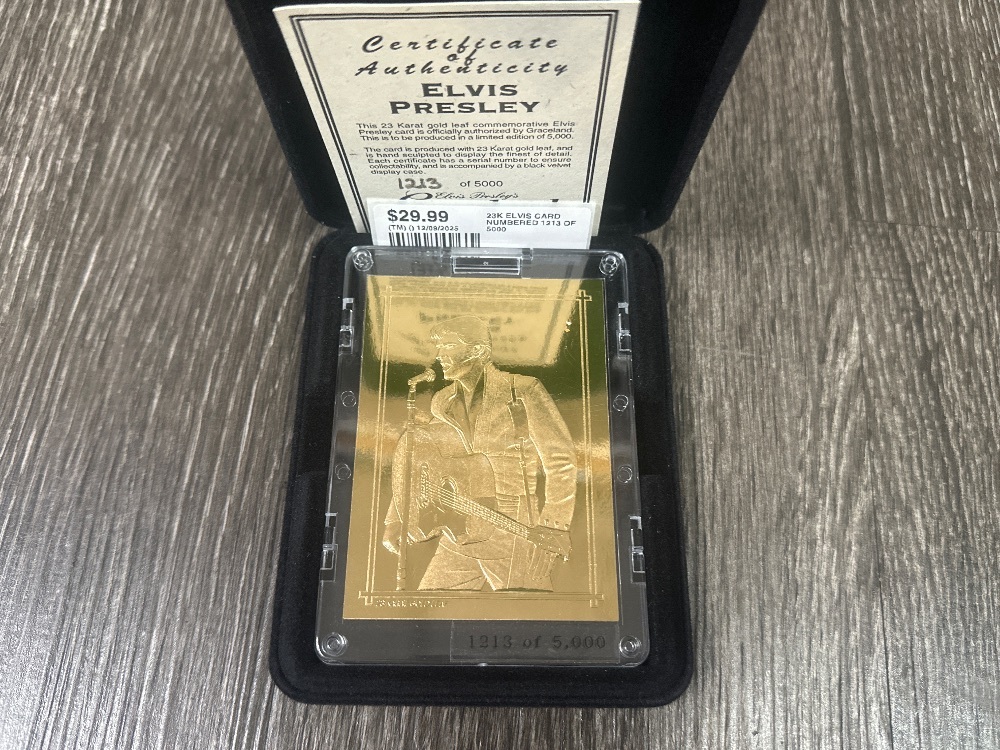 Certificate
of
Authenticity
ELVIS
PRESLEY
This 23 Karat gold leaf commemorative Elvis
Presley card is officially authorized by Graceland.
This is to be produced in a limited edition of 5,000.
The card is produced with 23 Karat gold leaf, and
is hand sculpted to display the finest of detail.
Each certificate has a serial number to ensure
collectability, and is accompanied by a black velvet
display case.
1213 of 5000
Elvis Presley's
$29.99
(TM) () 12/09/2025
23K ELVIS CARD
NUMBERED 1213 OF
5000
1213 of 5,000